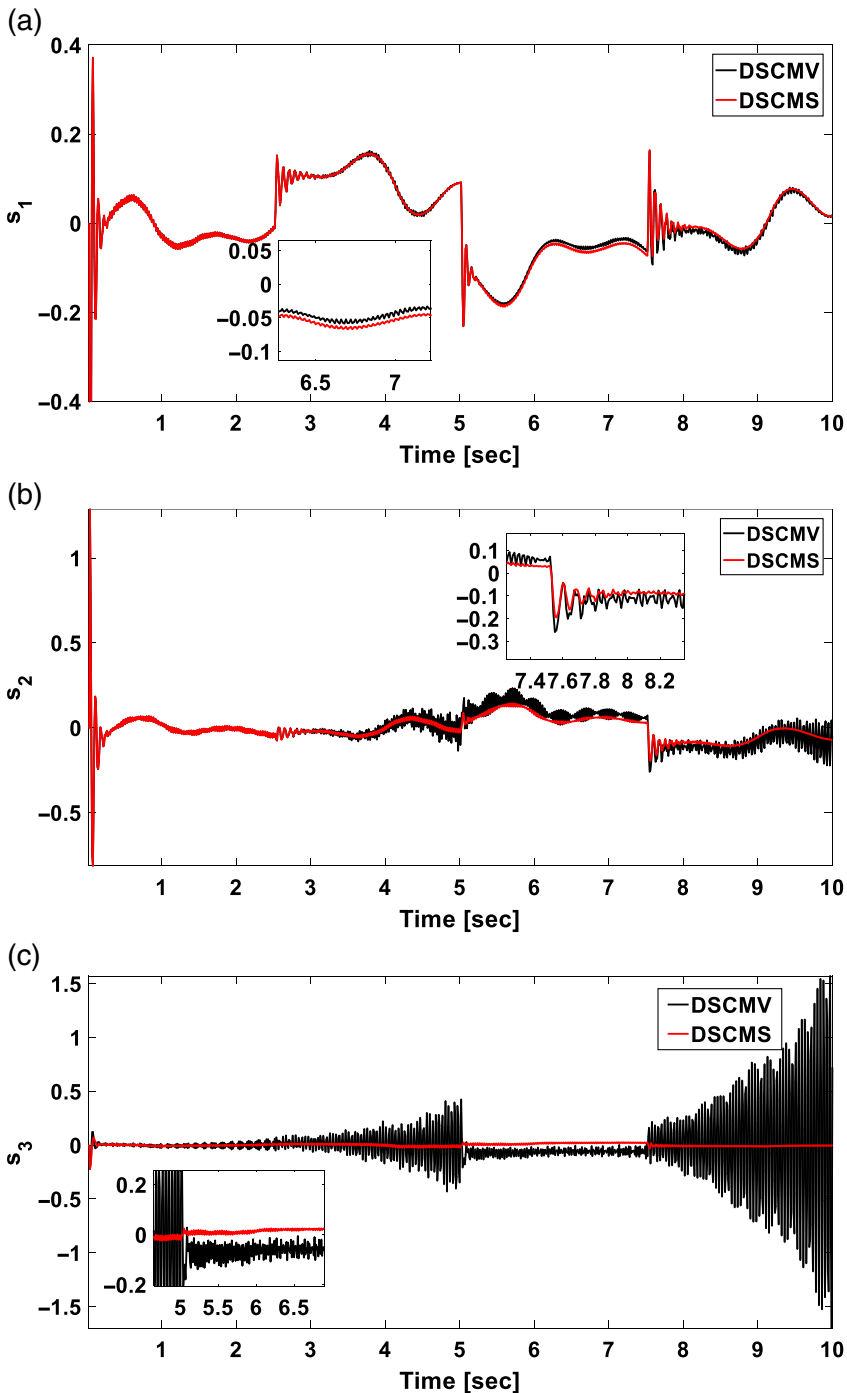 (a)
0.4
0.2
0
−0.2
−0.4
s1
DSCMV
DSCMS
0.05
0
−0.05
−0.1
6.5 7
1 2 3 4 5 6 7 8 9 10
Time [sec]
(b)
1
0.5
0
−0.5
s2
DSCMV
DSCMS
0.1
0
−0.1
−0.2
−0.3
7.4 7.6 7.8 8 8.2
1 2 3 4 5 6 7 8 9 10
Time [sec]
(c)
1.5
1
0.5
0
−0.5
−1
−1.5
s3
DSCMV
DSCMS
0.2
0
−0.2
5 5.5 6 6.5
1 2 3 4 5 6 7 8 9 10
Time [sec]